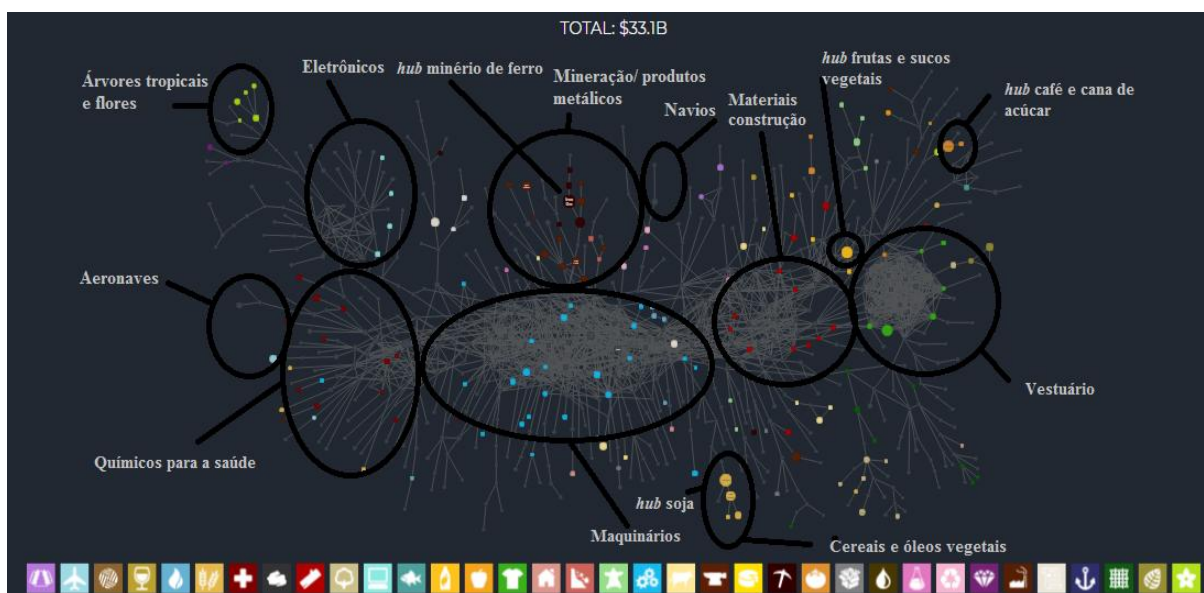 TOTAL: $33.1B
Árvores tropicais
e flores
Eletrônicos
hub minério de ferro
Mineração/ produtos
metálicos
Navios
Materiais
construção
hub frutas e sucos
vegetais
hub café e cana de
açúcar
Aeronaves
Vestuário
Químicos para a saúde
hub soja
Maquinários
Cereais e óleos vegetais